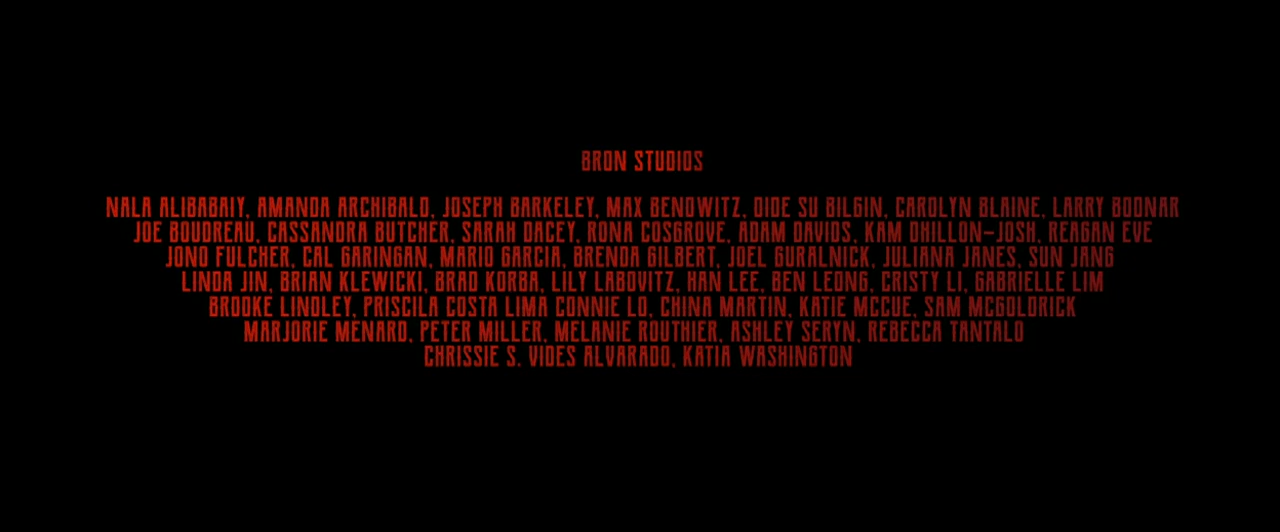 BRON STUDIOS
NALA ALIBABAIY, AMANDA ARCHIBALD, JOSEPH BARKELEY, MAX BENOWITZ, DIDE SU BILGIN, CAROLYN BLAINE, LARRY BODNAR
JOE BOUDREAU, CASSANDRA BUTCHER, SARAH DACEY, RONA COSGROVE, ADAM DAVIDS, KAM DHILLON-JOSH, REAGAN EVE
JONO FULCHER, CAL GARINGAN, MARIO GARCIA, BRENDA GILBERT, JOEL GURALNICK, JULIANA JANES, SUN JANG
LINDA JIN, BRIAN KLEWICKI, BRAD KORBA, LILY LABOVITZ, HAN LEE, BEN LEONG, CRISTY LI, GABRIELLE LIM
BROOKE LINDLEY, PRISCILA COSTA LIMA CONNIE LO, CHINA MARTIN, KATIE MCCUE, SAM MCGOLDRICK
MARJORIE MENARD, PETER MILLER, MELANIE ROUTHIER, ASHLEY SERYN, REBECCA TANTALO
CHRISSIE S. VIDES ALVARADO, KATIA WASHINGTON